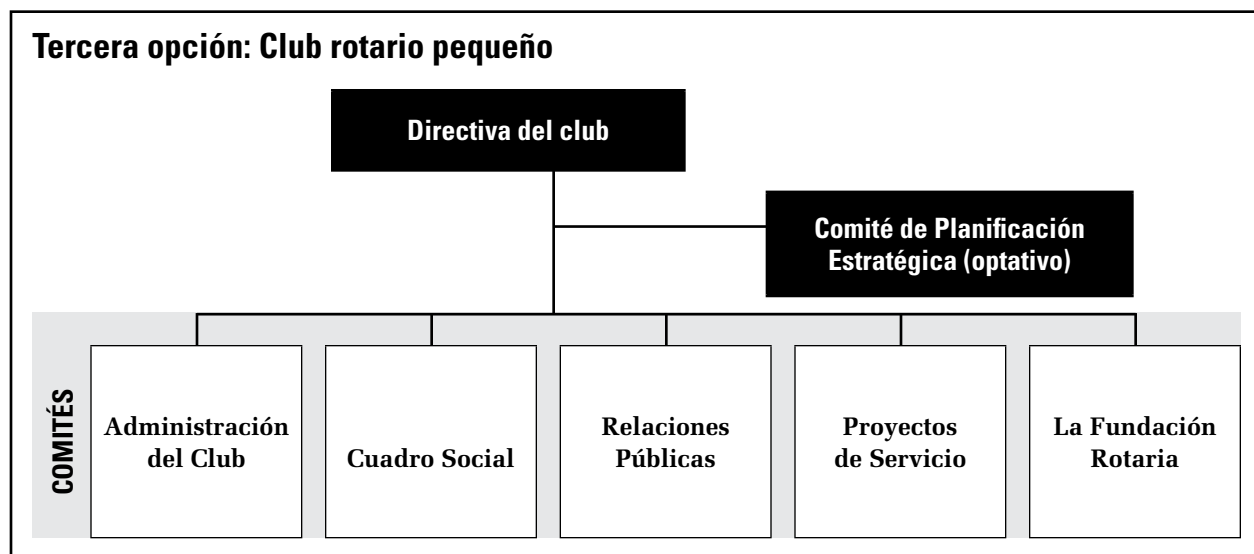 Tercera opción: Club rotario pequeño
Directiva del club
Comité de Planificación
Estratégica (optativo)
COMITÉS
Administración
del Club
Cuadro Social
Relaciones
Públicas
Proyectos
de Servicio
La Fundación
Rotaria